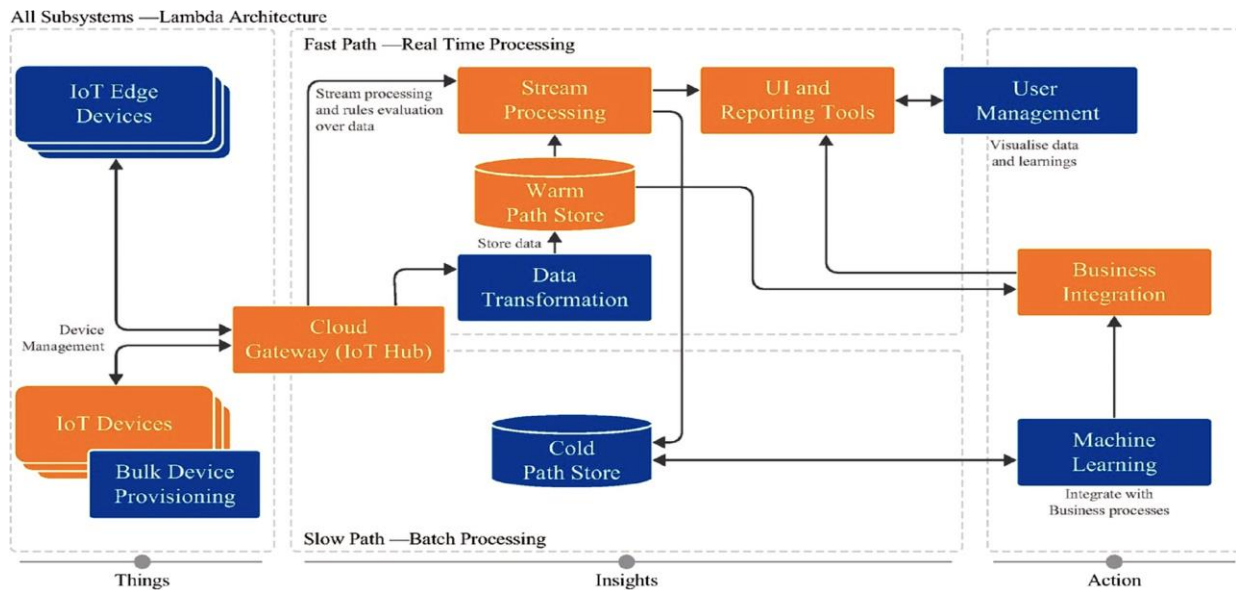 All Subsystems —Lambda Architecture
IoT Edge
Devices
Device
Management
IoT Devices
Bulk Device
Provisioning
Things
Fast Path —Real Time Processing
Stream processing
and rules evaluation
over data
Stream
Processing
UI and
Reporting Tools
User
Management
Visualise data
and learnings
Warm
Path Store
Store data
Data
Transformation
Cloud
Gateway (IoT Hub)
Business
Integration
Cold
Path Store
Machine
Learning
Integrate with
Business processes
Slow Path —Batch Processing
Insights
Action